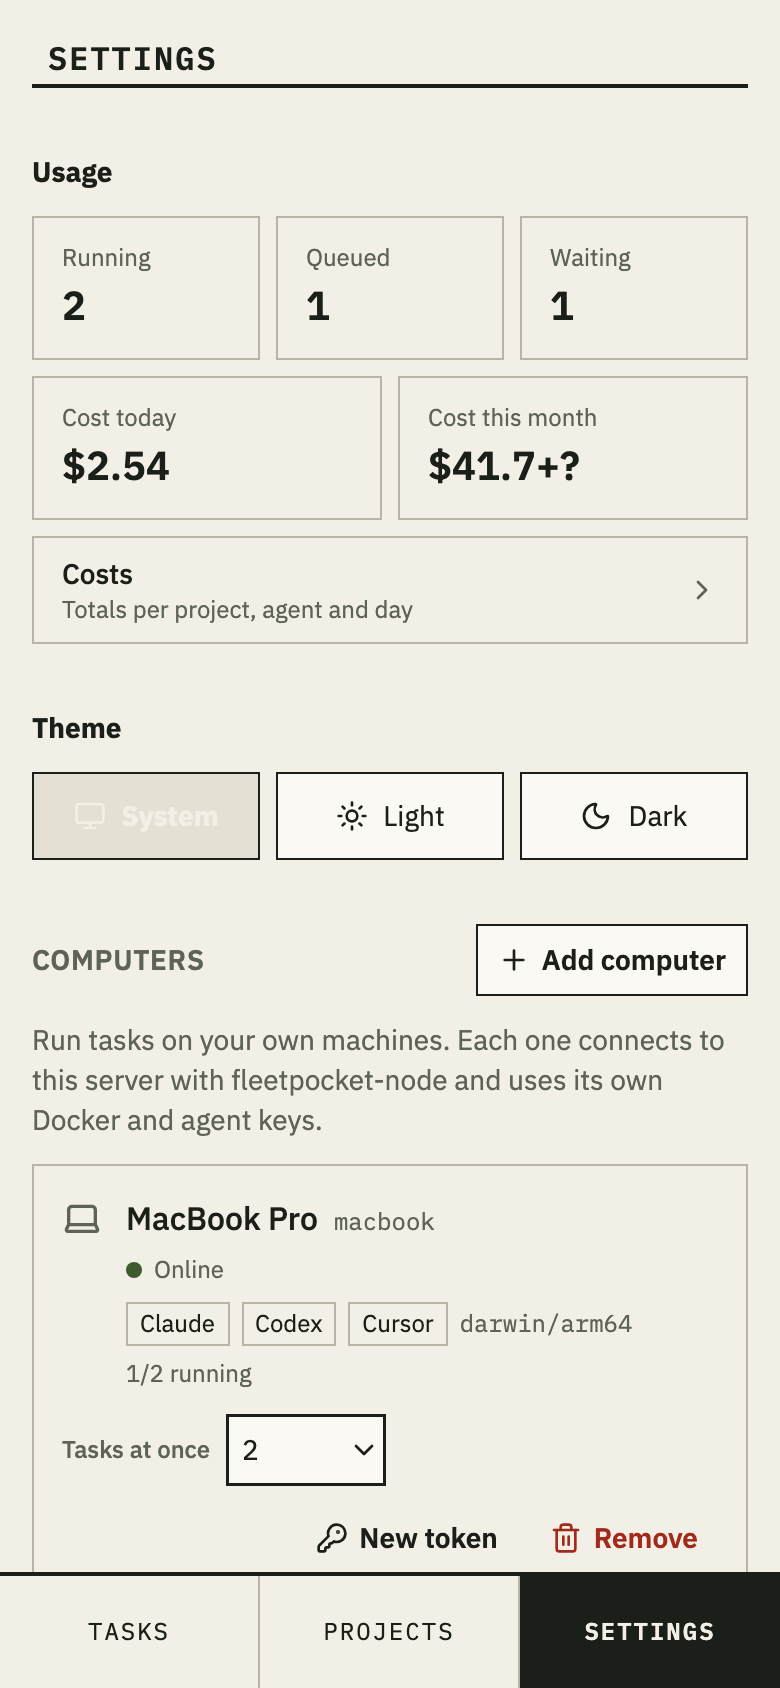 SETTINGS
Usage
Running
2
Queued
1
Waiting
1
Cost today
$2.54
Cost this month
$41.7+?
Costs
Totals per project, agent and day
Theme
System
Light
Dark
COMPUTERS
Add computer
Run tasks on your own machines. Each one connects to
this server with fleetpocket-node and uses its own
Docker and agent keys.
MacBook Pro macbook
Online
Claude Codex Cursor darwin/arm64
1/2 running
Tasks at once 2
New token Remove
TASKS PROJECTS SETTINGS